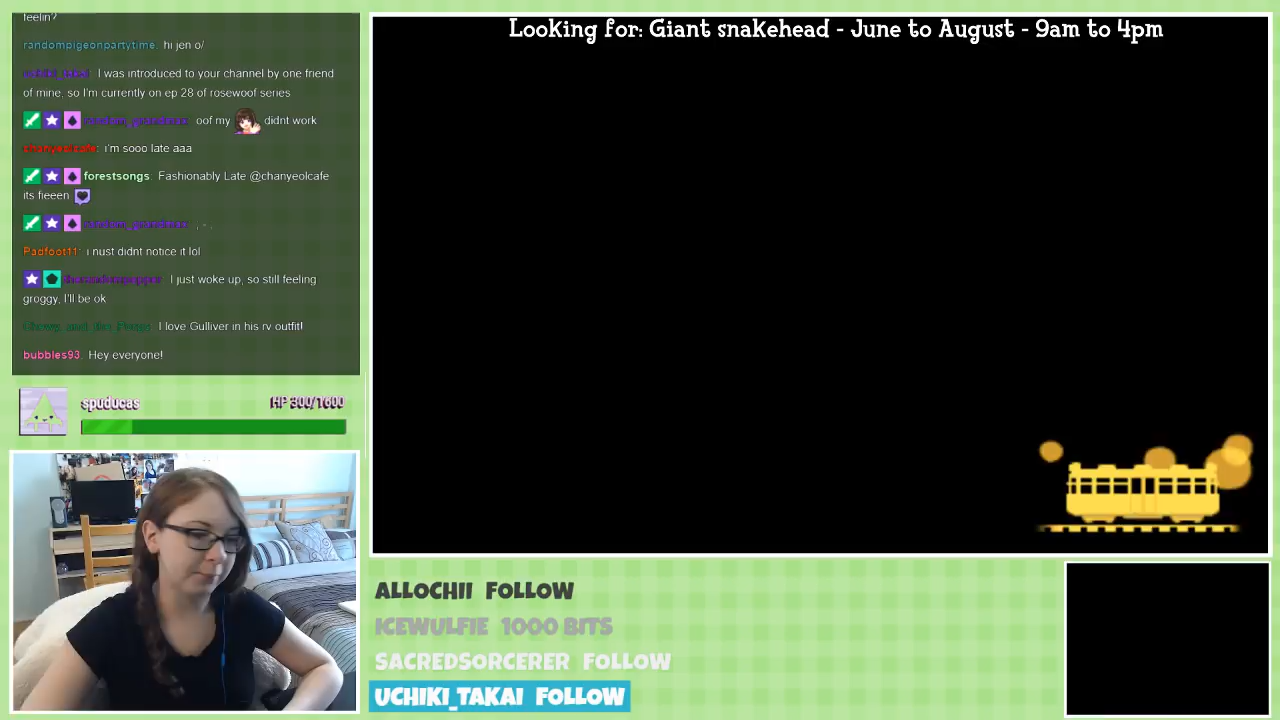 feelin?
randompigeonpartytime: hi jen o/
uchiki_takai: I was introduced to your channel by one friend
of mine, so I'm currently on ep 28 of rosewoof series
oof my didnt work
chanyeolcafe: i'm sooo late aaa
forestsongs: Fashionably Late @chanyeolcafe
its fieeen
, - ,
Padfoot11: i nust didnt notice it lol
I just woke up, so still feeling
groggy, I'll be ok
I love Gulliver in his rv outfit!
bubbles93: Hey everyone!
spuducas HP 300/1600
Looking for: Giant snakehead - June to August - 9am to 4pm
ALLOCHII FOLLOW
ICEWULFIE 1000 BITS
SACREDSORCERER FOLLOW
UCHIKI_TAKAI FOLLOW